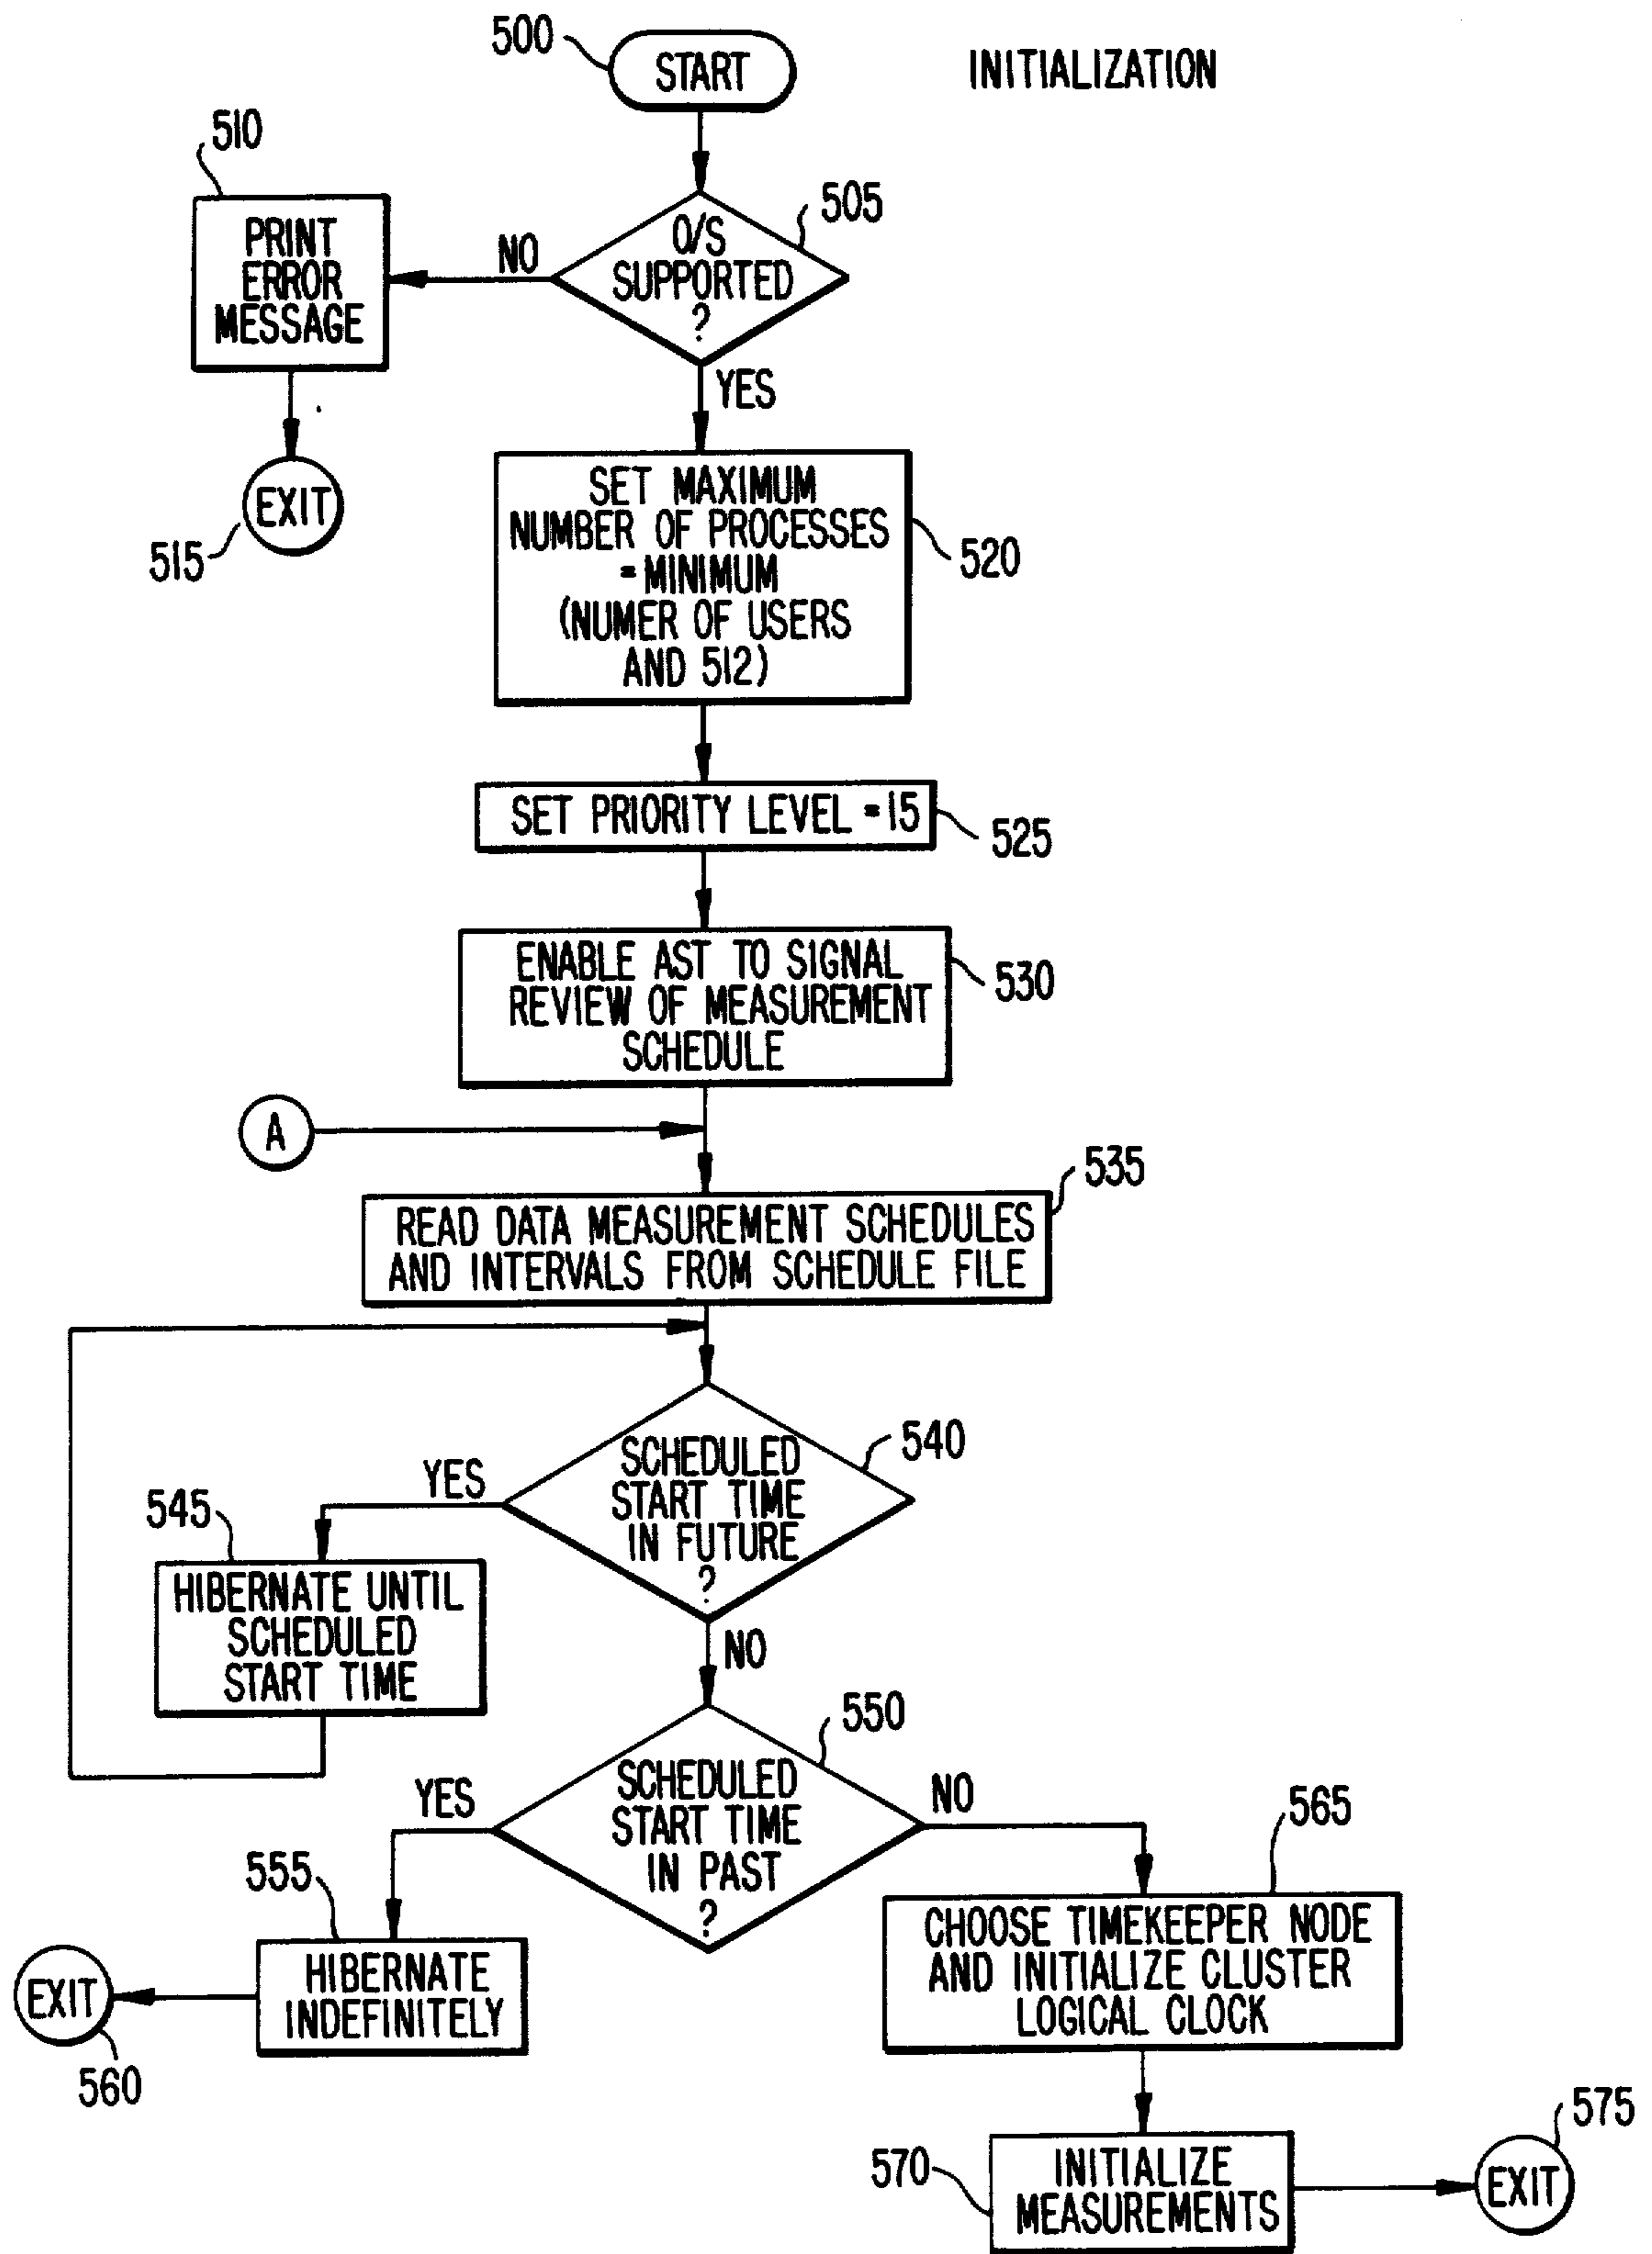 500
START
INITIALIZATION
510
PRINT
ERROR
MESSAGE
NO
O/S
SUPPORTED
?
505
YES
EXIT
515
SET MAXIMUM
NUMBER OF PROCESSES
= MINIMUM
(NUMER OF USERS
AND 512)
520
SET PRIORITY LEVEL = 15
525
ENABLE AST TO SIGNAL
REVIEW OF MEASUREMENT
SCHEDULE
530
A
535
READ DATA MEASUREMENT SCHEDULES
AND INTERVALS FROM SCHEDULE FILE
540
SCHEDULED
START TIME
IN FUTURE
?
YES
545
HIBERNATE UNTIL
SCHEDULED
START TIME
NO
550
SCHEDULED
START TIME
IN PAST
?
YES
NO
555
HIBERNATE
INDEFINITELY
EXIT
560
565
CHOOSE TIMEKEEPER NODE
AND INITIALIZE CLUSTER
LOGICAL CLOCK
570
INITIALIZE
MEASUREMENTS
575
EXIT